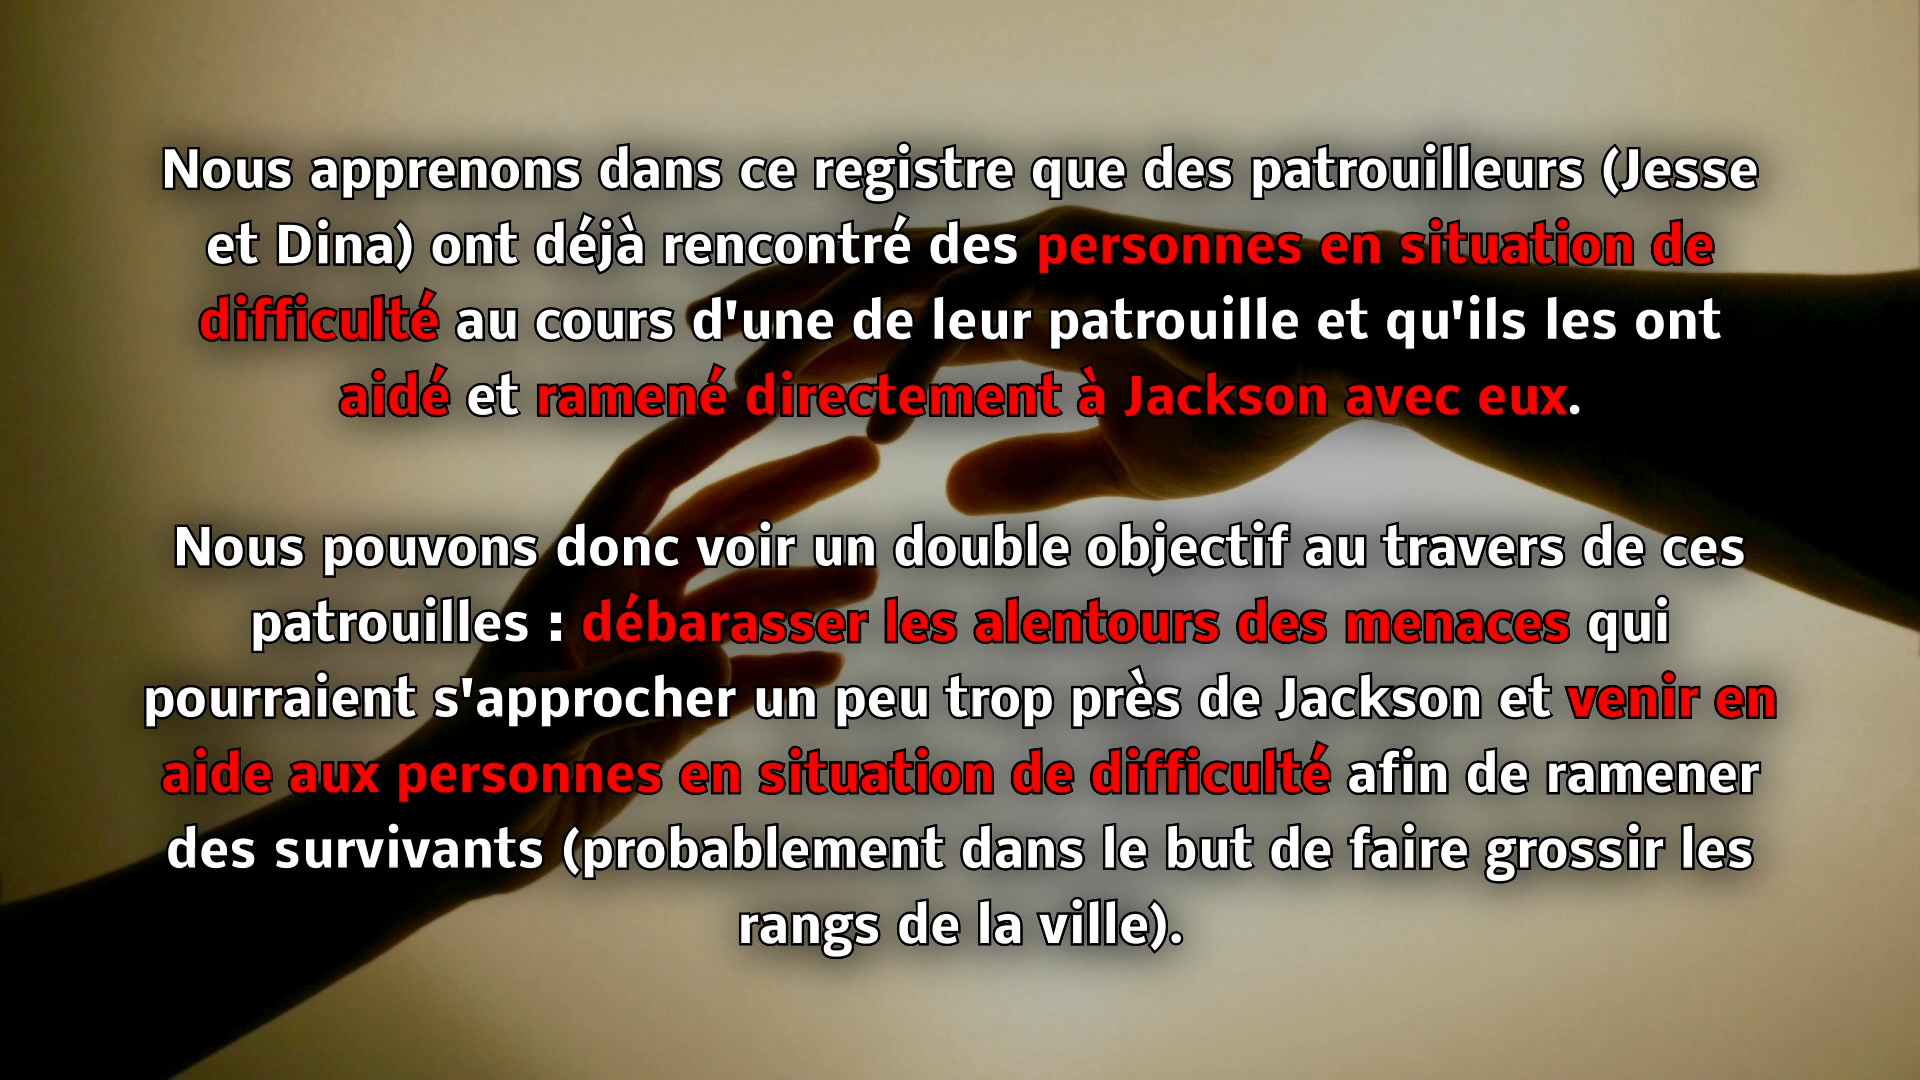 Nous apprenons dans ce registre que des patrouilleurs (Jesse
et Dina) ont déjà rencontré des personnes en situation de
difficulté au cours d'une de leur patrouille et qu'ils les ont
aidé et ramené directement à Jackson avec eux.
Nous pouvons donc voir un double objectif au travers de ces
patrouilles : débarasser les alentours des menaces qui
pourraient s'approcher un peu trop près de Jackson et venir en
aide aux personnes en situation de difficulté afin de ramener
des survivants (probablement dans le but de faire grossir les
rangs de la ville).